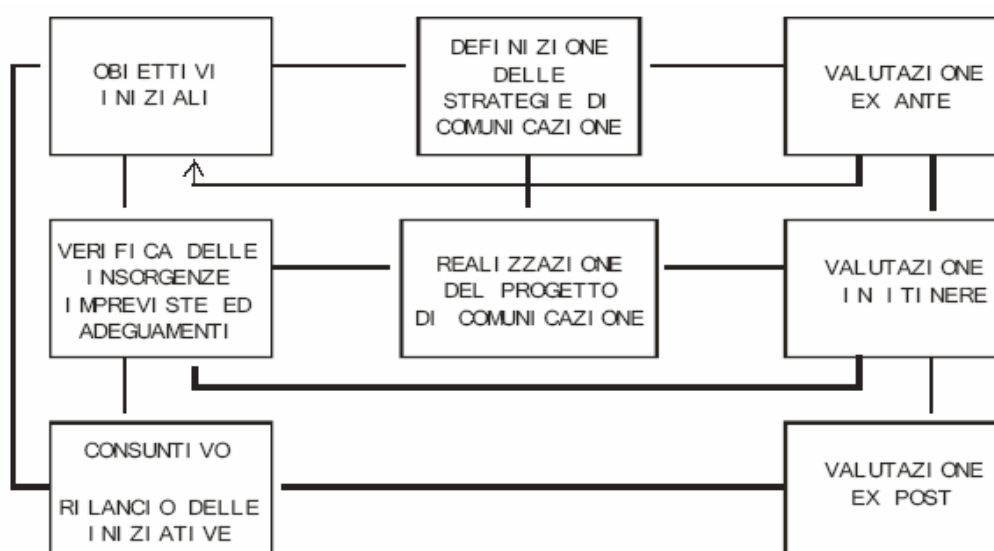 OBIETTIVI
INIZIALI
DEFINIZIONE
DELLE
STRATEGIE DI
COMUNICAZIONE
VALUTAZIONE
EX ANTE
VERIFICA DELLE
INSORGENZE
IMPREVISTE ED
ADEGUAMENTI
REALIZZAZIONE
DEL PROGETTO
DI COMUNICAZIONE
VALUTAZIONE
IN ITINERE
CONSUNTIVO
RILANCIO DELLE
INIZIATIVE
VALUTAZIONE
EX POST